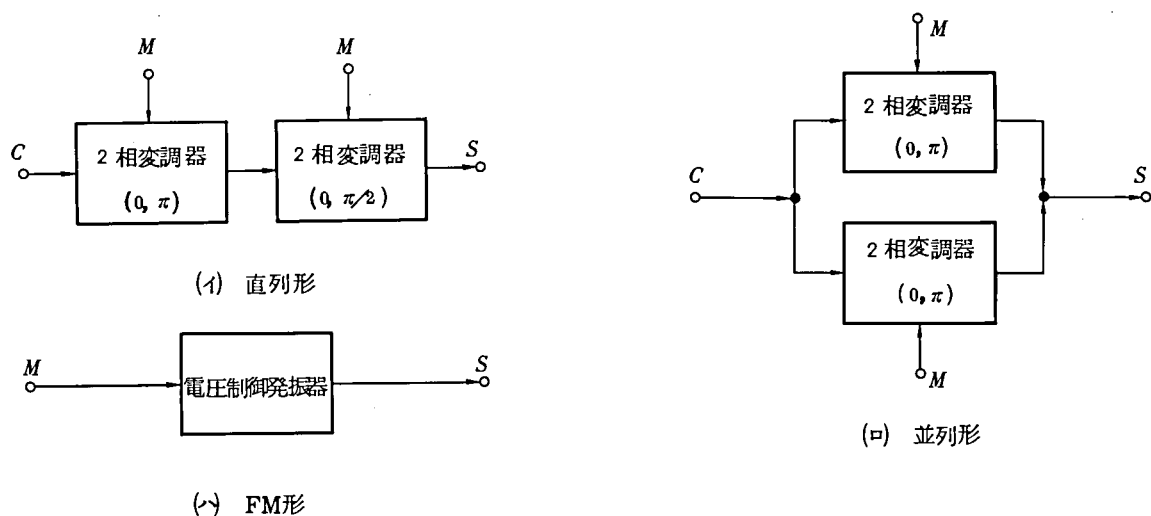 M
M
C
2相変調器
(0, π)
2相変調器
(0, π/2)
S
(イ) 直列形
M
電圧制御発振器
S
(ハ) FM形
M
2相変調器
(0, π)
C
S
2相変調器
(0, π)
M
(ロ) 並列形